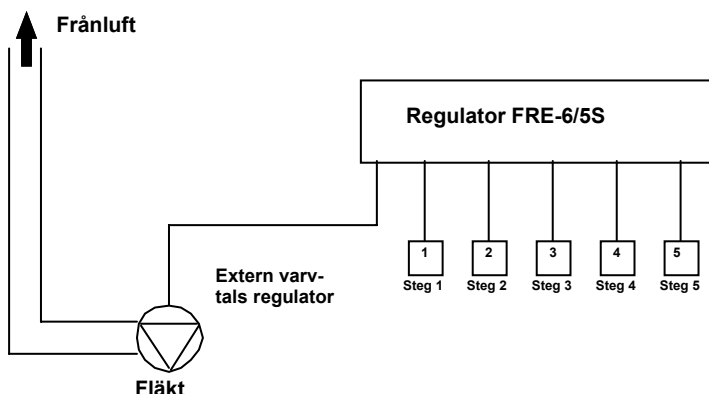 Frånluft
Regulator FRE-6/5S
1
2
3
4
5
Steg 1
Steg 2
Steg 3
Steg 4
Steg 5
Extern varv-
tals regulator
Fläkt